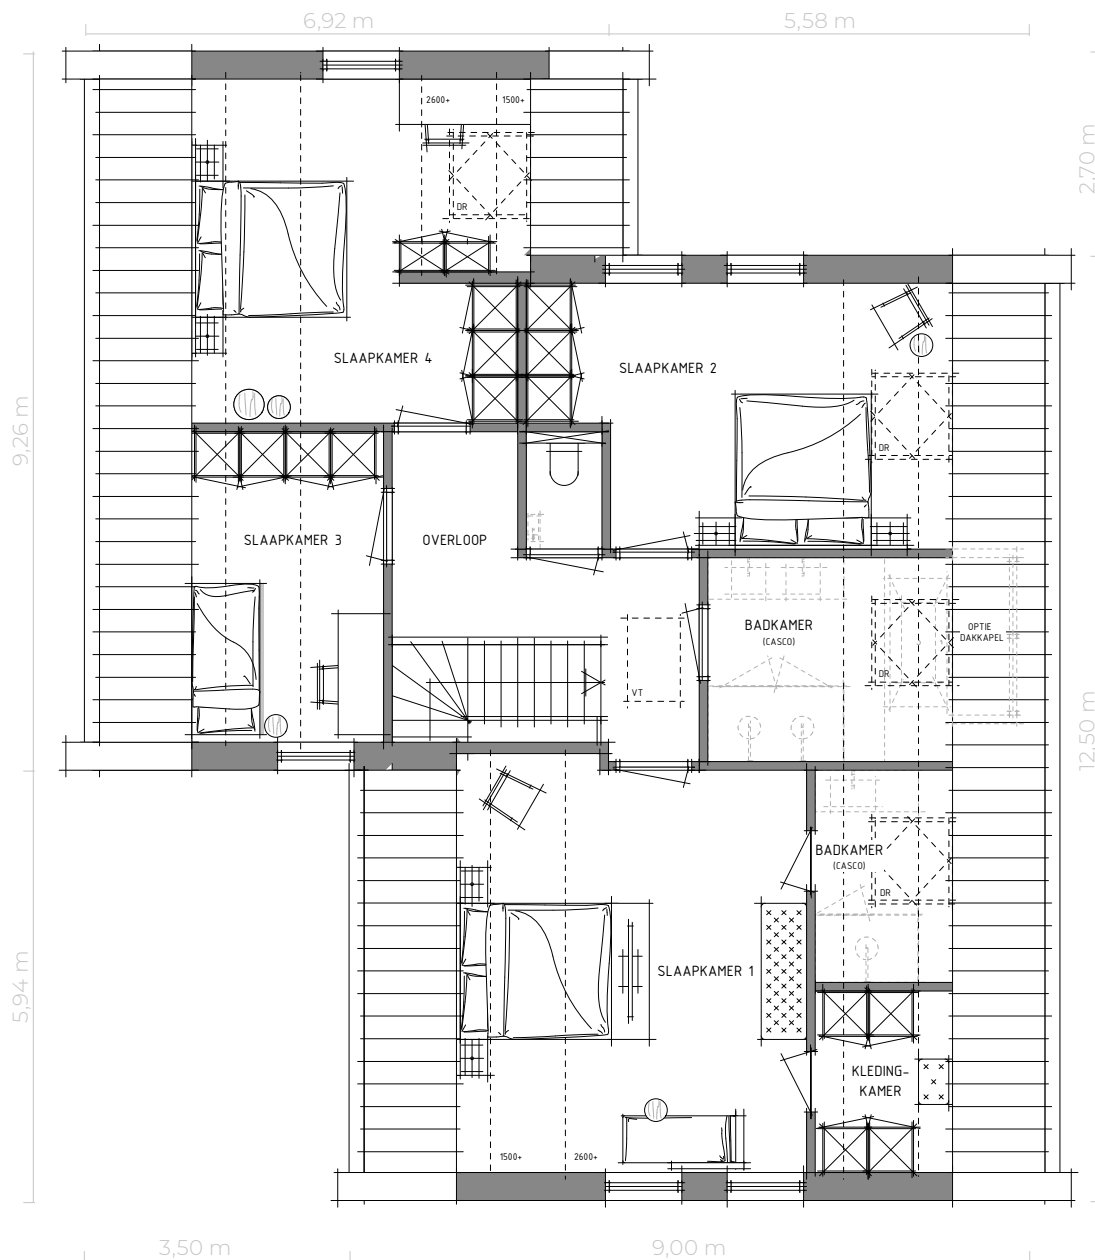 6,92 m
5,58 m
2600+
1500+
2,70 m
DR
SLAAPKAMER 4
SLAAPKAMER 2
9,26 m
DR
SLAAPKAMER 3
OVERLOOP
BADKAMER
(CASCO)
OPTIE
DAKKAPEL
DR
VT
12,50 m
BADKAMER
(CASCO)
DR
5,94 m
SLAAPKAMER 1
KLEDING-
KAMER
1500+
2600+
3,50 m
9,00 m